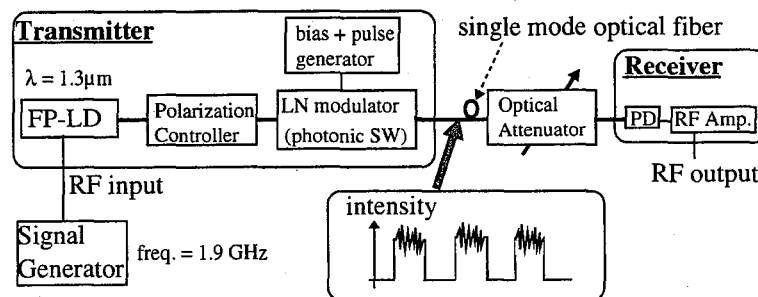 Transmitter
bias + pulse
generator
single mode optical fiber
λ = 1.3μm
FP-LD
Polarization
Controller
LN modulator
(photonic SW)
Optical
Attenuator
Receiver
PD
RF Amp.
RF input
RF output
Signal
Generator
freq. = 1.9 GHz
intensity